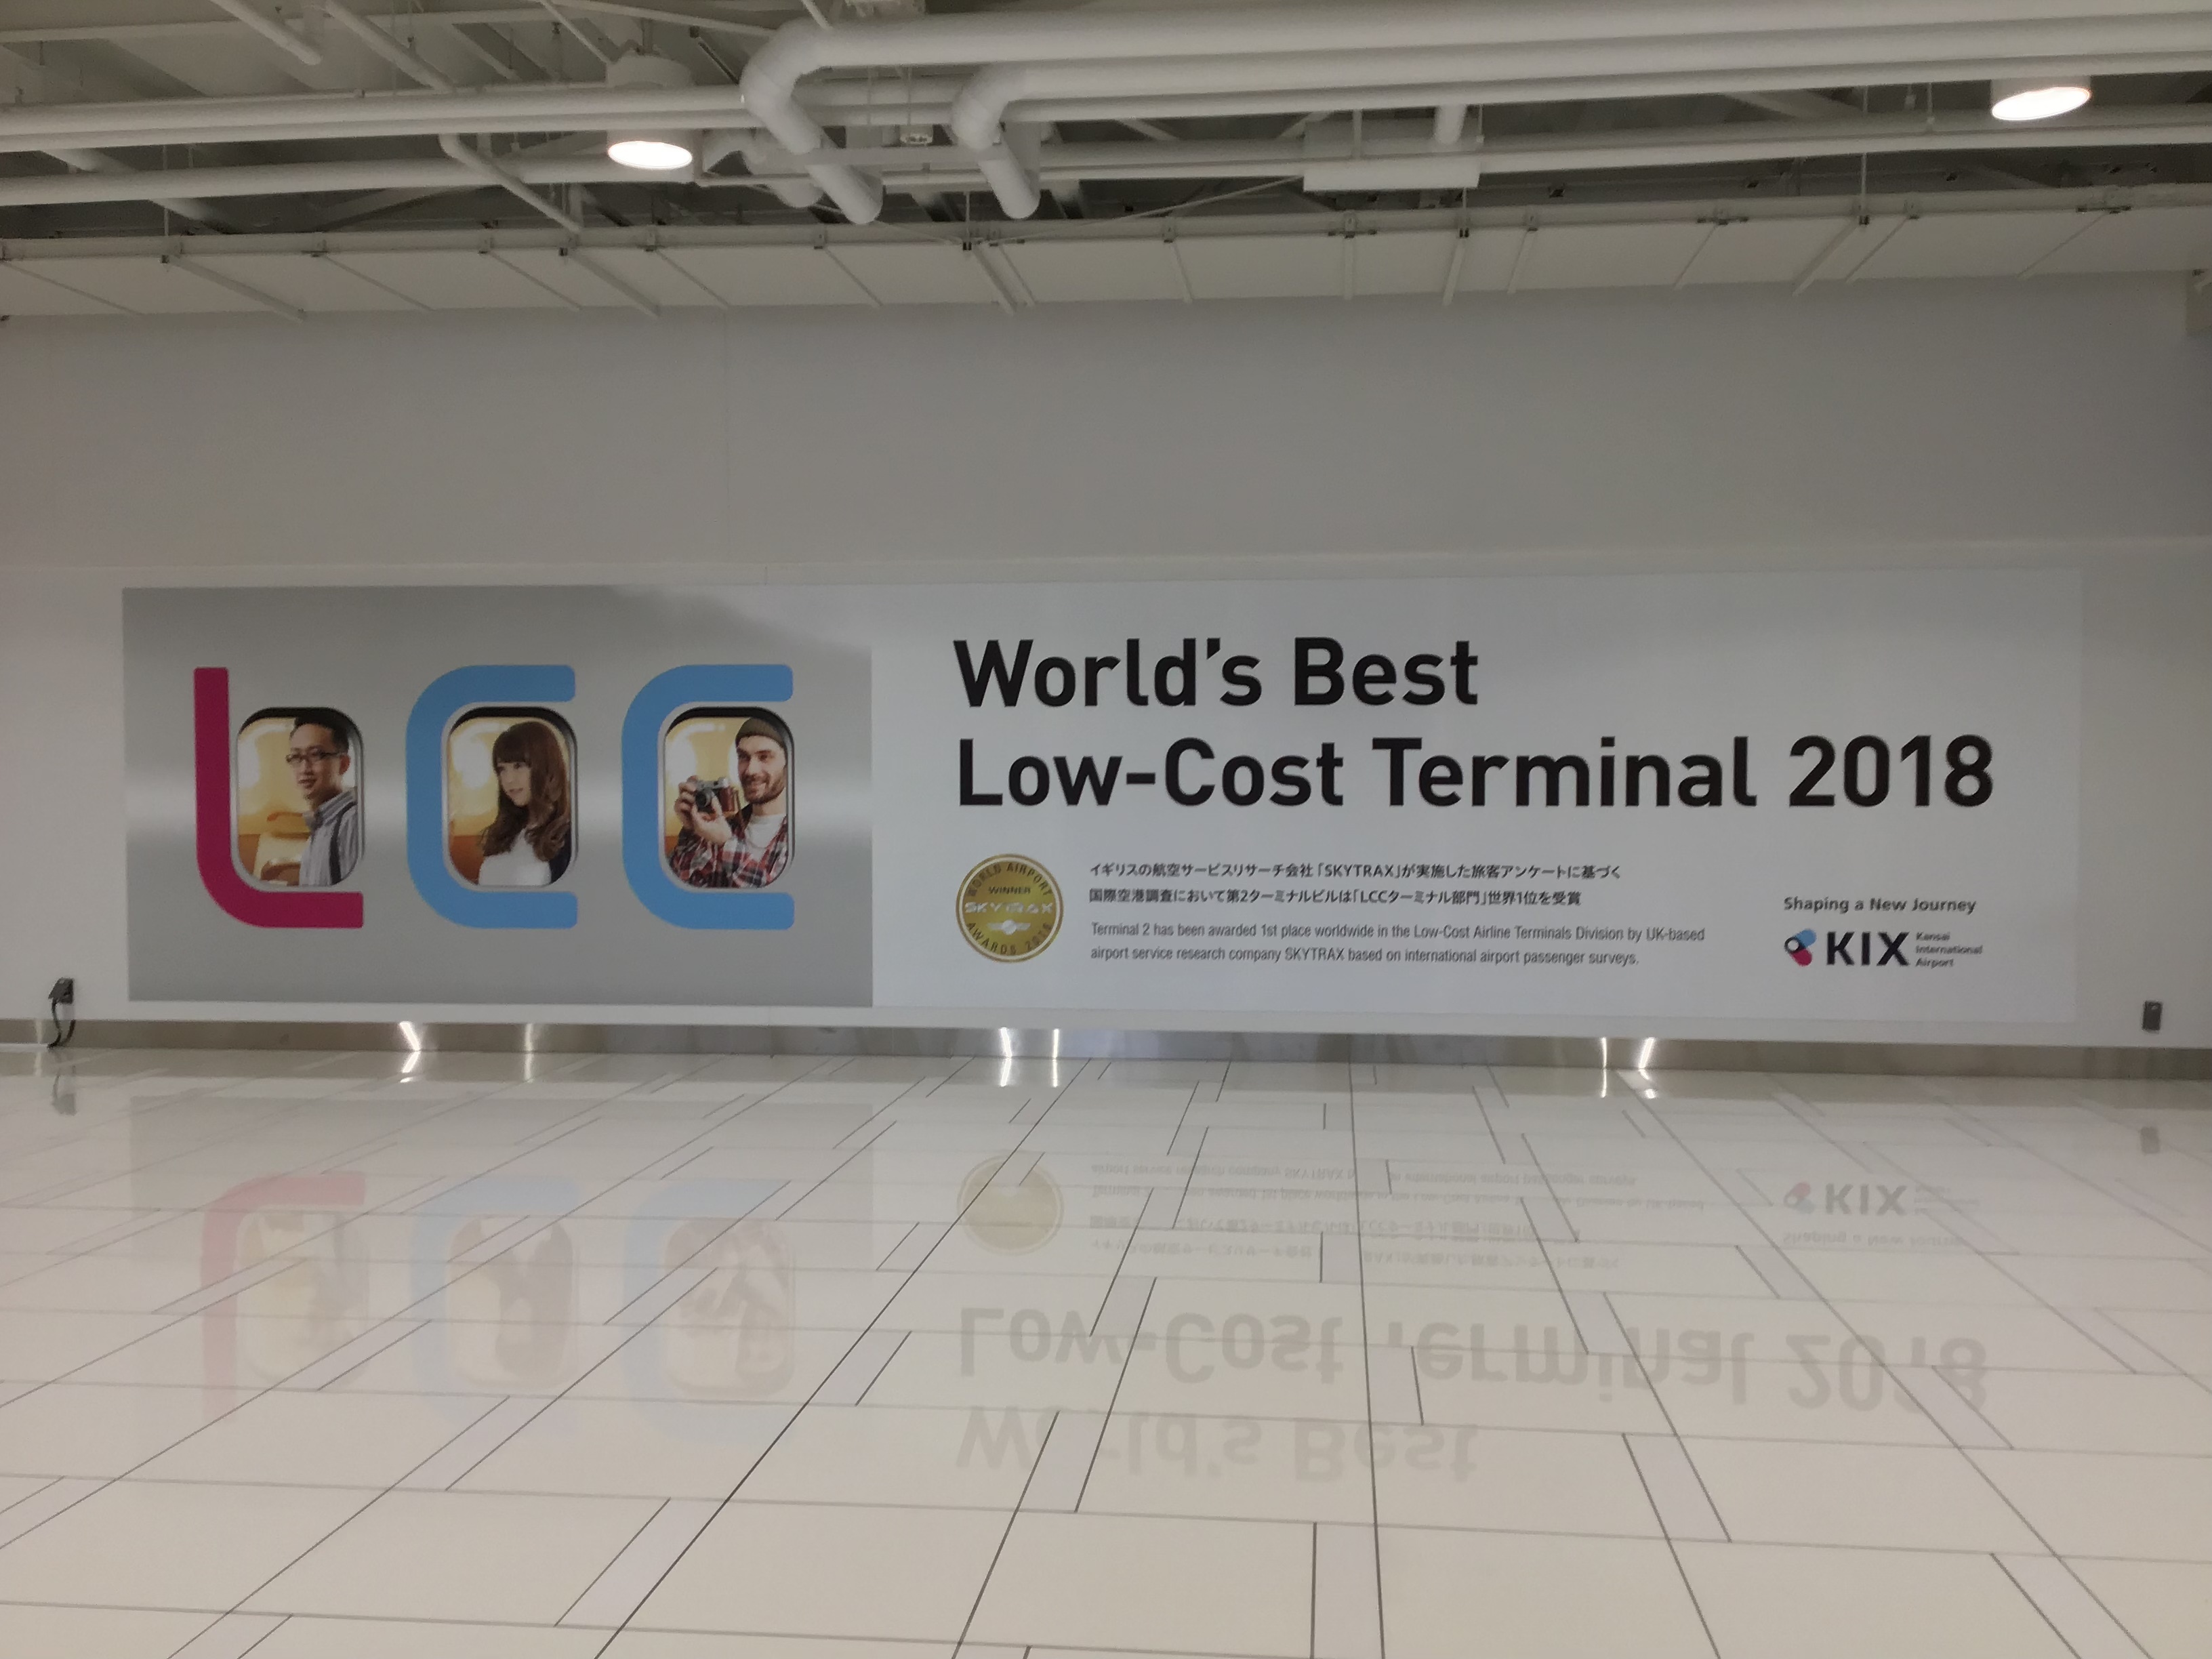 LCC
World's Best
Low-Cost Terminal 2018
WORLD AIRPORT
WINNER
SKYTRAX
AWARDS 2018
イギリスの航空サービスリサーチ会社「SKYTRAX」が実施した旅客アンケートに基づく
国際空港調査において第2ターミナルビルは「LCCターミナル部門」世界1位を受賞
Terminal 2 has been awarded 1st place worldwide in the Low-Cost Airline Terminals Division by UK-based
airport service research company SKYTRAX based on international airport passenger surveys.
Shaping a New Journey
KIX
Kansai
International
Airport